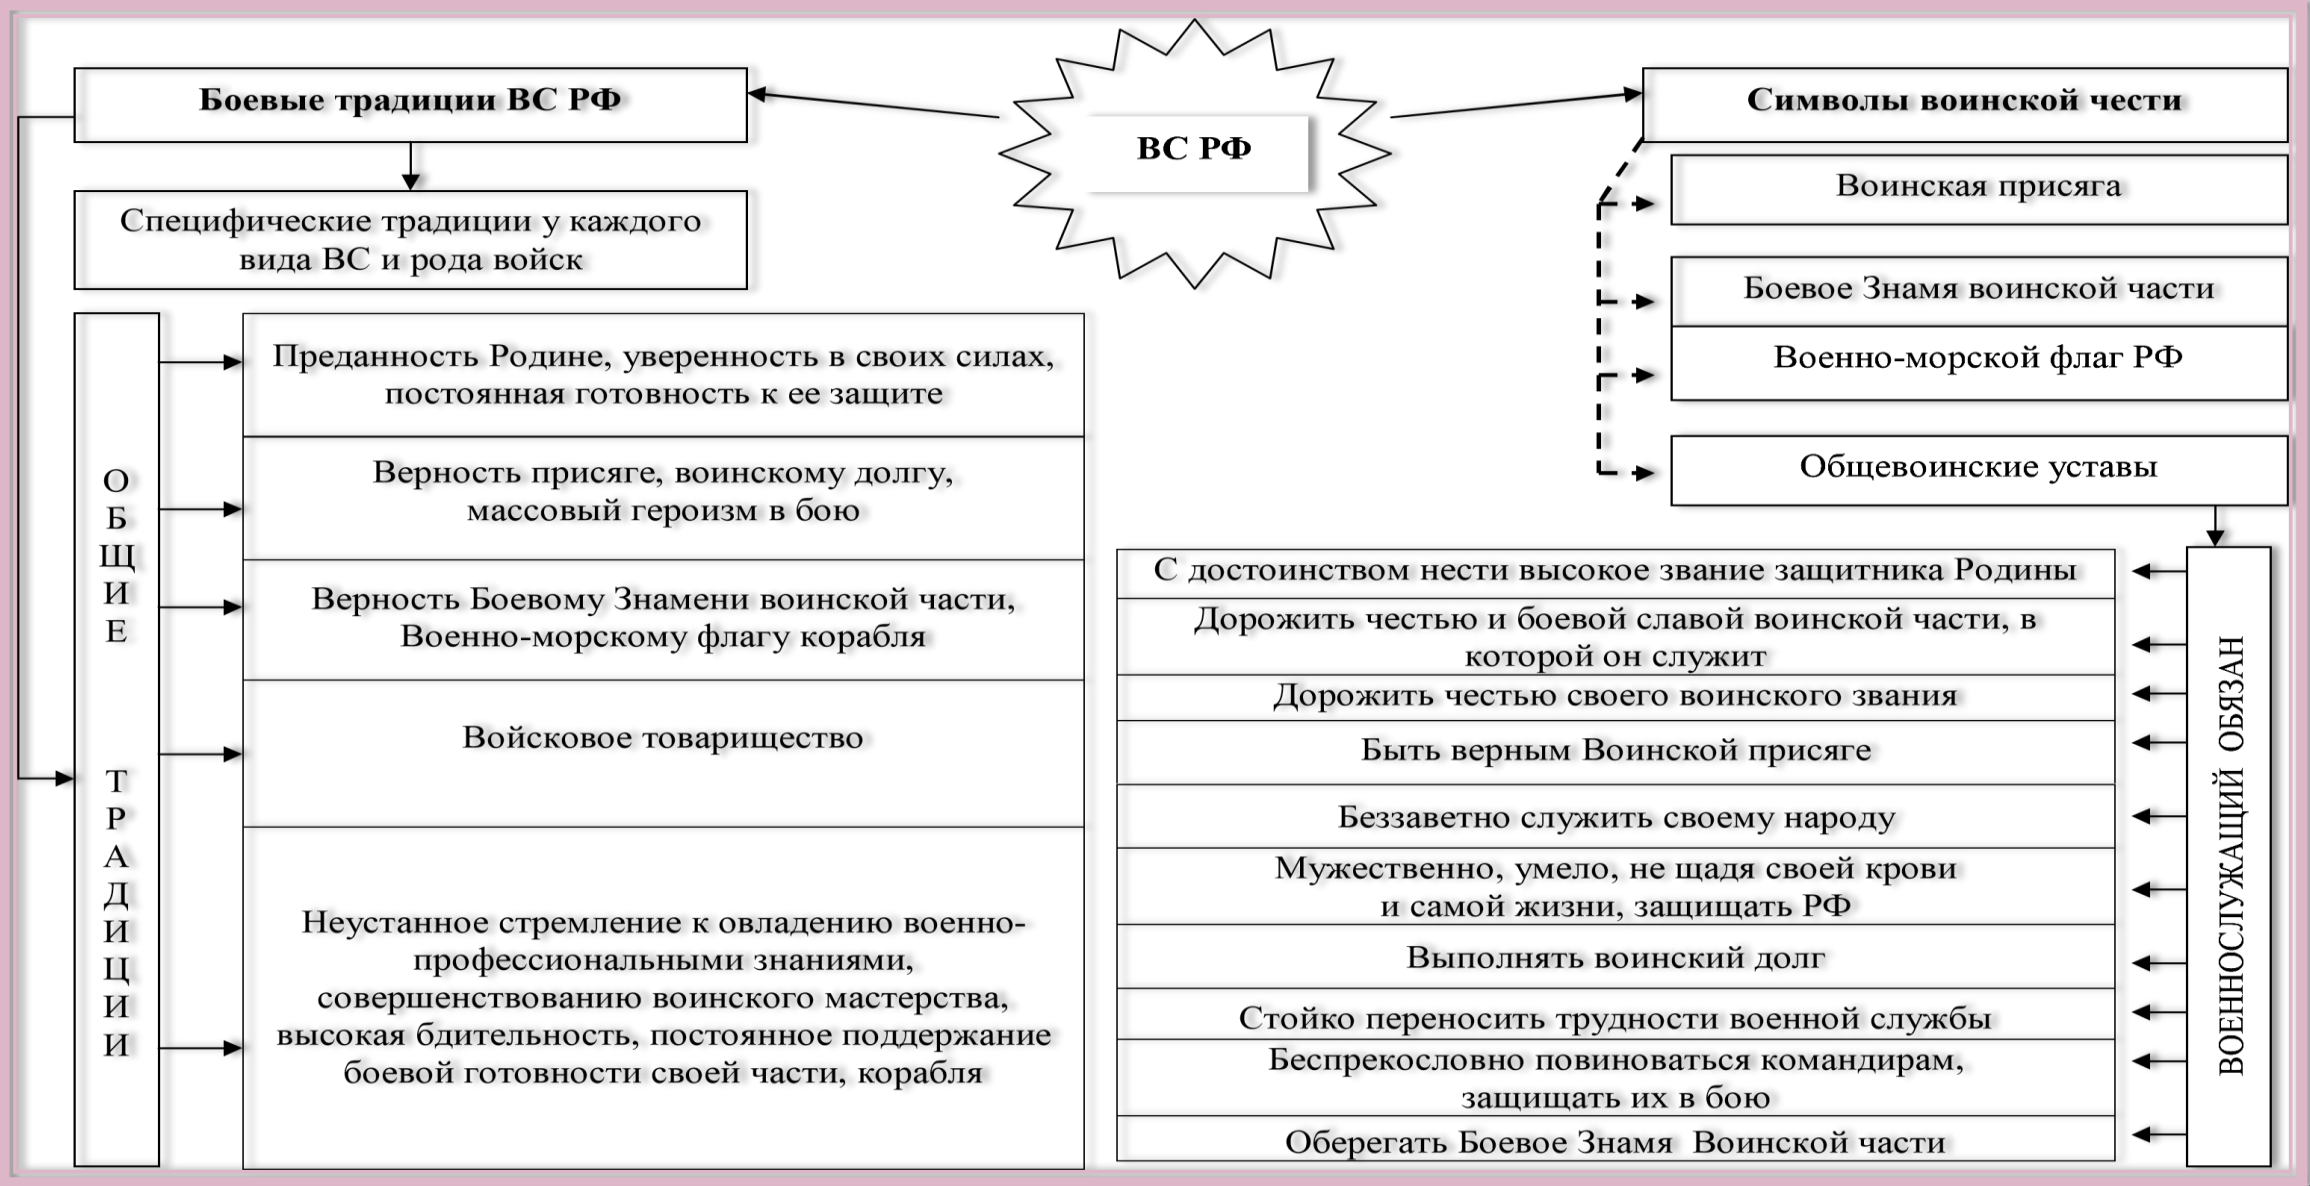 Боевые традиции ВС РФ
ВС РФ
Символы воинской чести
Специфические традиции у каждого
вида ВС и рода войск
Воинская присяга
Боевое Знамя воинской части
Военно-морской флаг РФ
Общевоинские уставы
ОБЩИЕ ТРАДИЦИИ
Преданность Родине, уверенность в своих силах,
постоянная готовность к ее защите
Верность присяге, воинскому долгу,
массовый героизм в бою
Верность Боевому Знамени воинской части,
Военно-морскому флагу корабля
Войсковое товарищество
Неустанное стремление к овладению военно-
профессиональными знаниями,
совершенствованию воинского мастерства,
высокая бдительность, постоянное поддержание
боевой готовности своей части, корабля
ВОЕННОСЛУЖАЩИЙ ОБЯЗАН
С достоинством нести высокое звание защитника Родины
Дорожить честью и боевой славой воинской части, в
которой он служит
Дорожить честью своего воинского звания
Быть верным Воинской присяге
Беззаветно служить своему народу
Мужественно, умело, не щадя своей крови
и самой жизни, защищать РФ
Выполнять воинский долг
Стойко переносить трудности военной службы
Беспрекословно повиноваться командирам,
защищать их в бою
Оберегать Боевое Знамя Воинской части